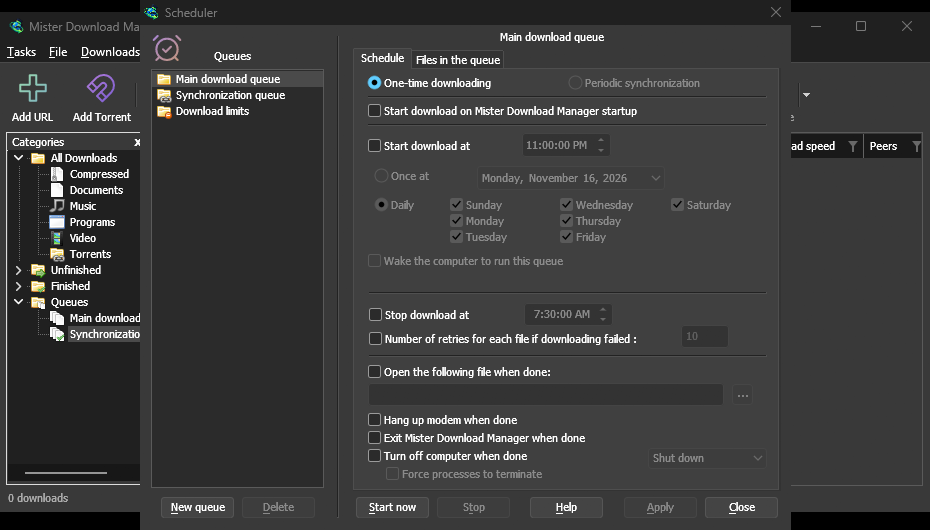 Mister Download Ma
Scheduler
Tasks File Downloads
Add URL
Add Torrent
Categories x
All Downloads
Compressed
Documents
Music
Programs
Video
Torrents
Unfinished
Finished
Queues
Main download
Synchronizatio
0 downloads
Queues
Main download queue
Synchronization queue
Download limits
New queue
Delete
Main download queue
Schedule
Files in the queue
One-time downloading
Periodic synchronization
Start download on Mister Download Manager startup
Start download at
11:00:00 PM
Once at
Monday, November 16, 2026
Daily
Sunday
Wednesday
Saturday
Monday
Thursday
Tuesday
Friday
Wake the computer to run this queue
Stop download at
7:30:00 AM
Number of retries for each file if downloading failed :
10
Open the following file when done:
...
Hang up modem when done
Exit Mister Download Manager when done
Turn off computer when done
Shut down
Force processes to terminate
Start now
Stop
Help
Apply
Close
ad speed
Peers